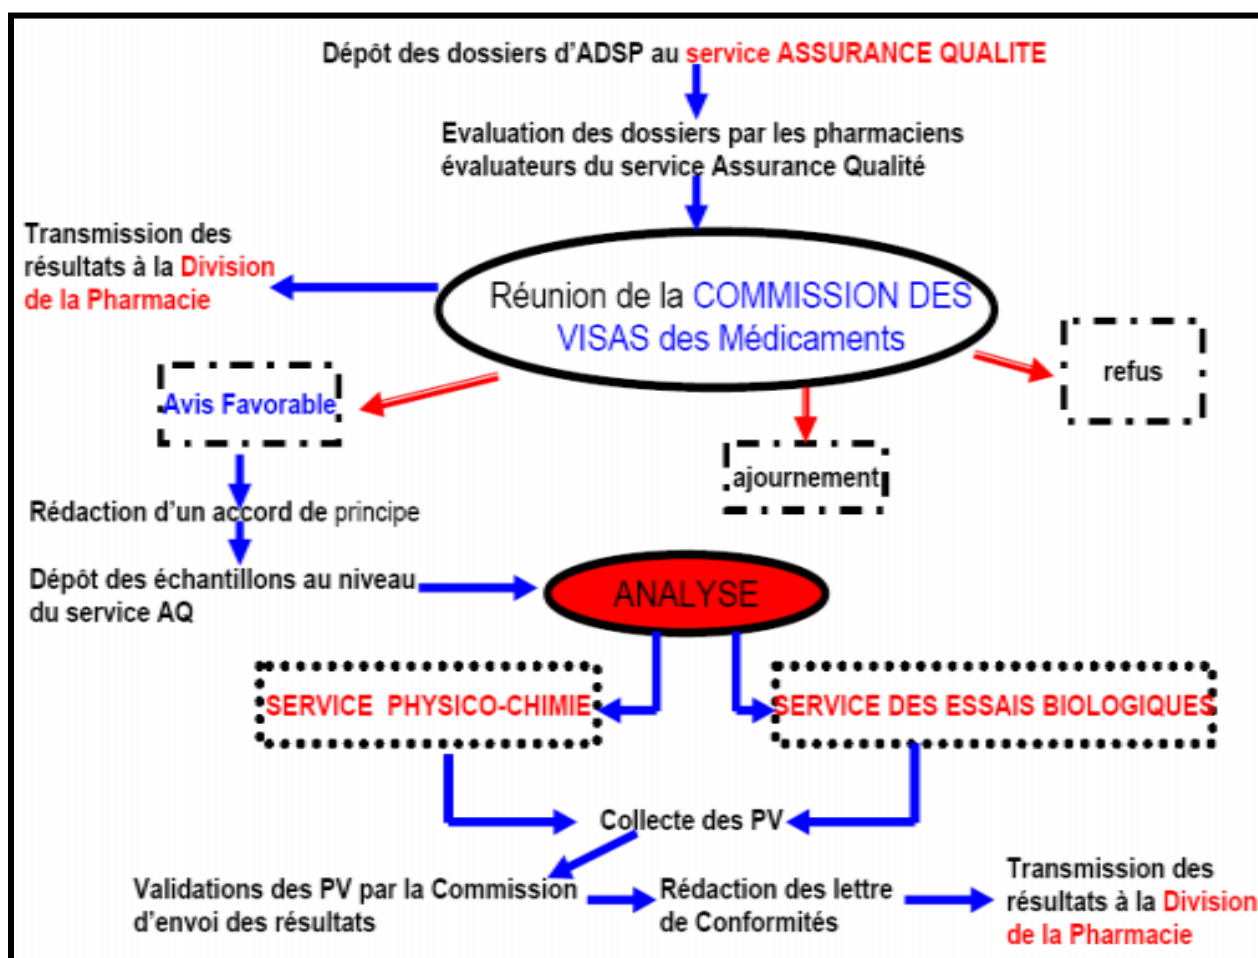 Dépôt des dossiers d'ADSP au service ASSURANCE QUALITE
Evaluation des dossiers par les pharmaciens
évaluateurs du service Assurance Qualité
Transmission des
résultats à la Division
de la Pharmacie
Réunion de la COMMISSION DES
VISAS des Médicaments
refus
Avis Favorable
ajournement
Rédaction d'un accord de principe
Dépôt des échantillons au niveau
du service AQ
ANALYSE
SERVICE PHYSICO-CHIMIE
SERVICE DES ESSAIS BIOLOGIQUES
Collecte des PV
Validations des PV par la Commission
d'envoi des résultats
Rédaction des lettre
de Conformités
Transmission des
résultats à la Division
de la Pharmacie